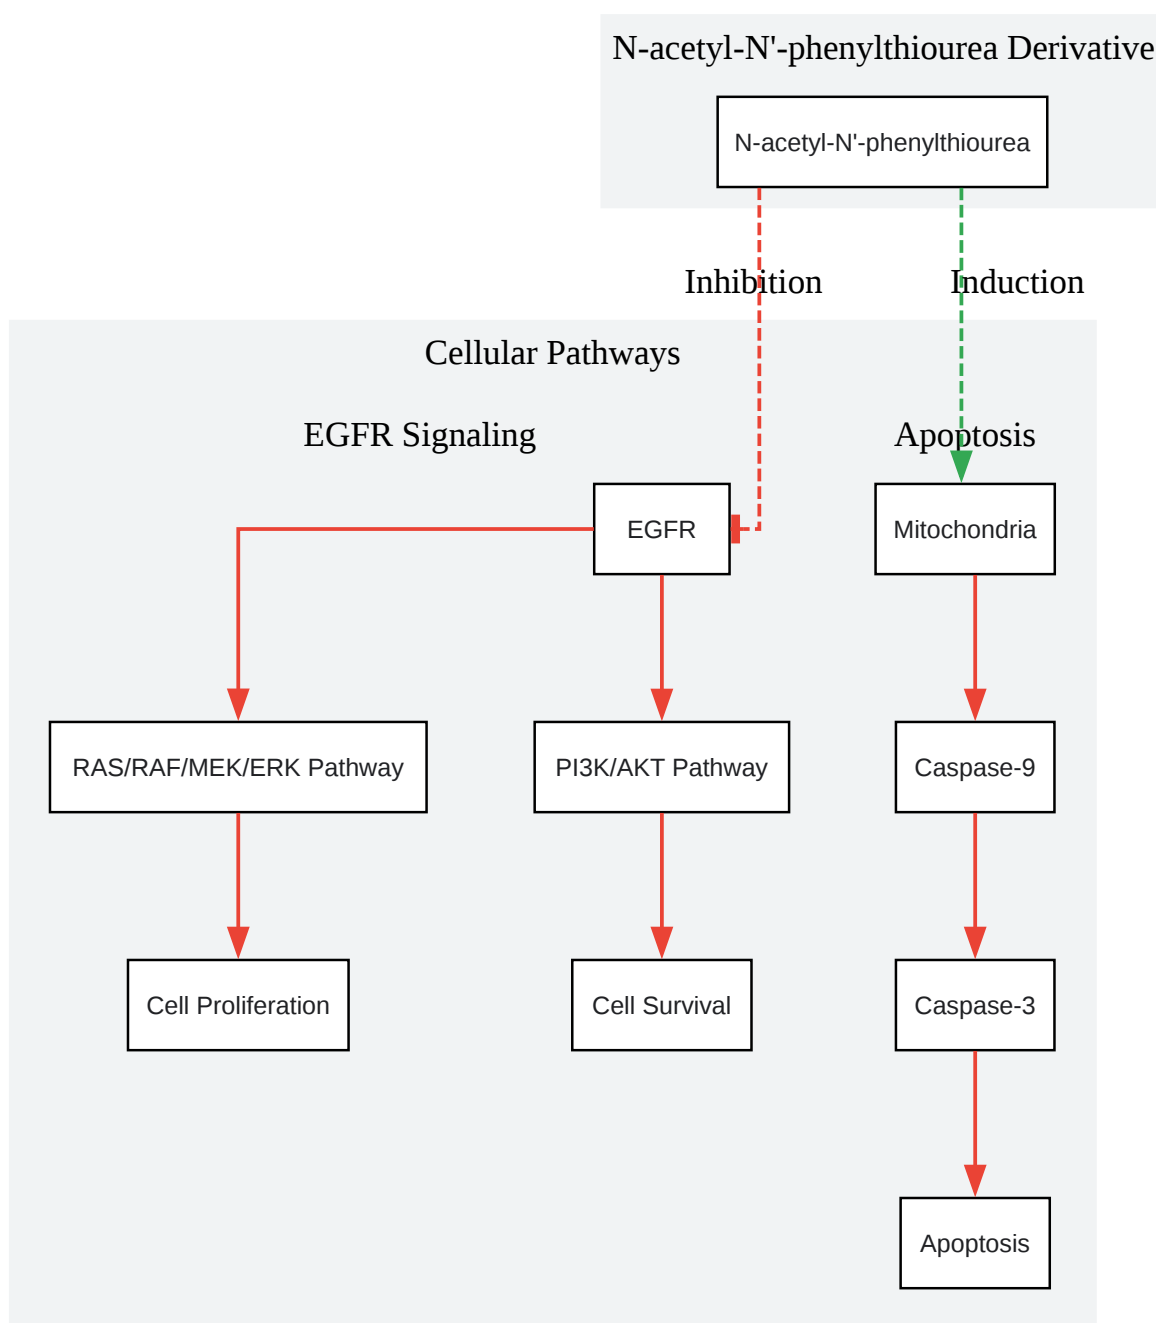 N-acetyl-N'-phenylthiourea Derivative
N-acetyl-N'-phenylthiourea
Inhibition
Induction
Cellular Pathways
EGFR Signaling
Apoptosis
EGFR
Mitochondria
RAS/RAF/MEK/ERK Pathway
PI3K/AKT Pathway
Caspase-9
Cell Proliferation
Cell Survival
Caspase-3
Apoptosis